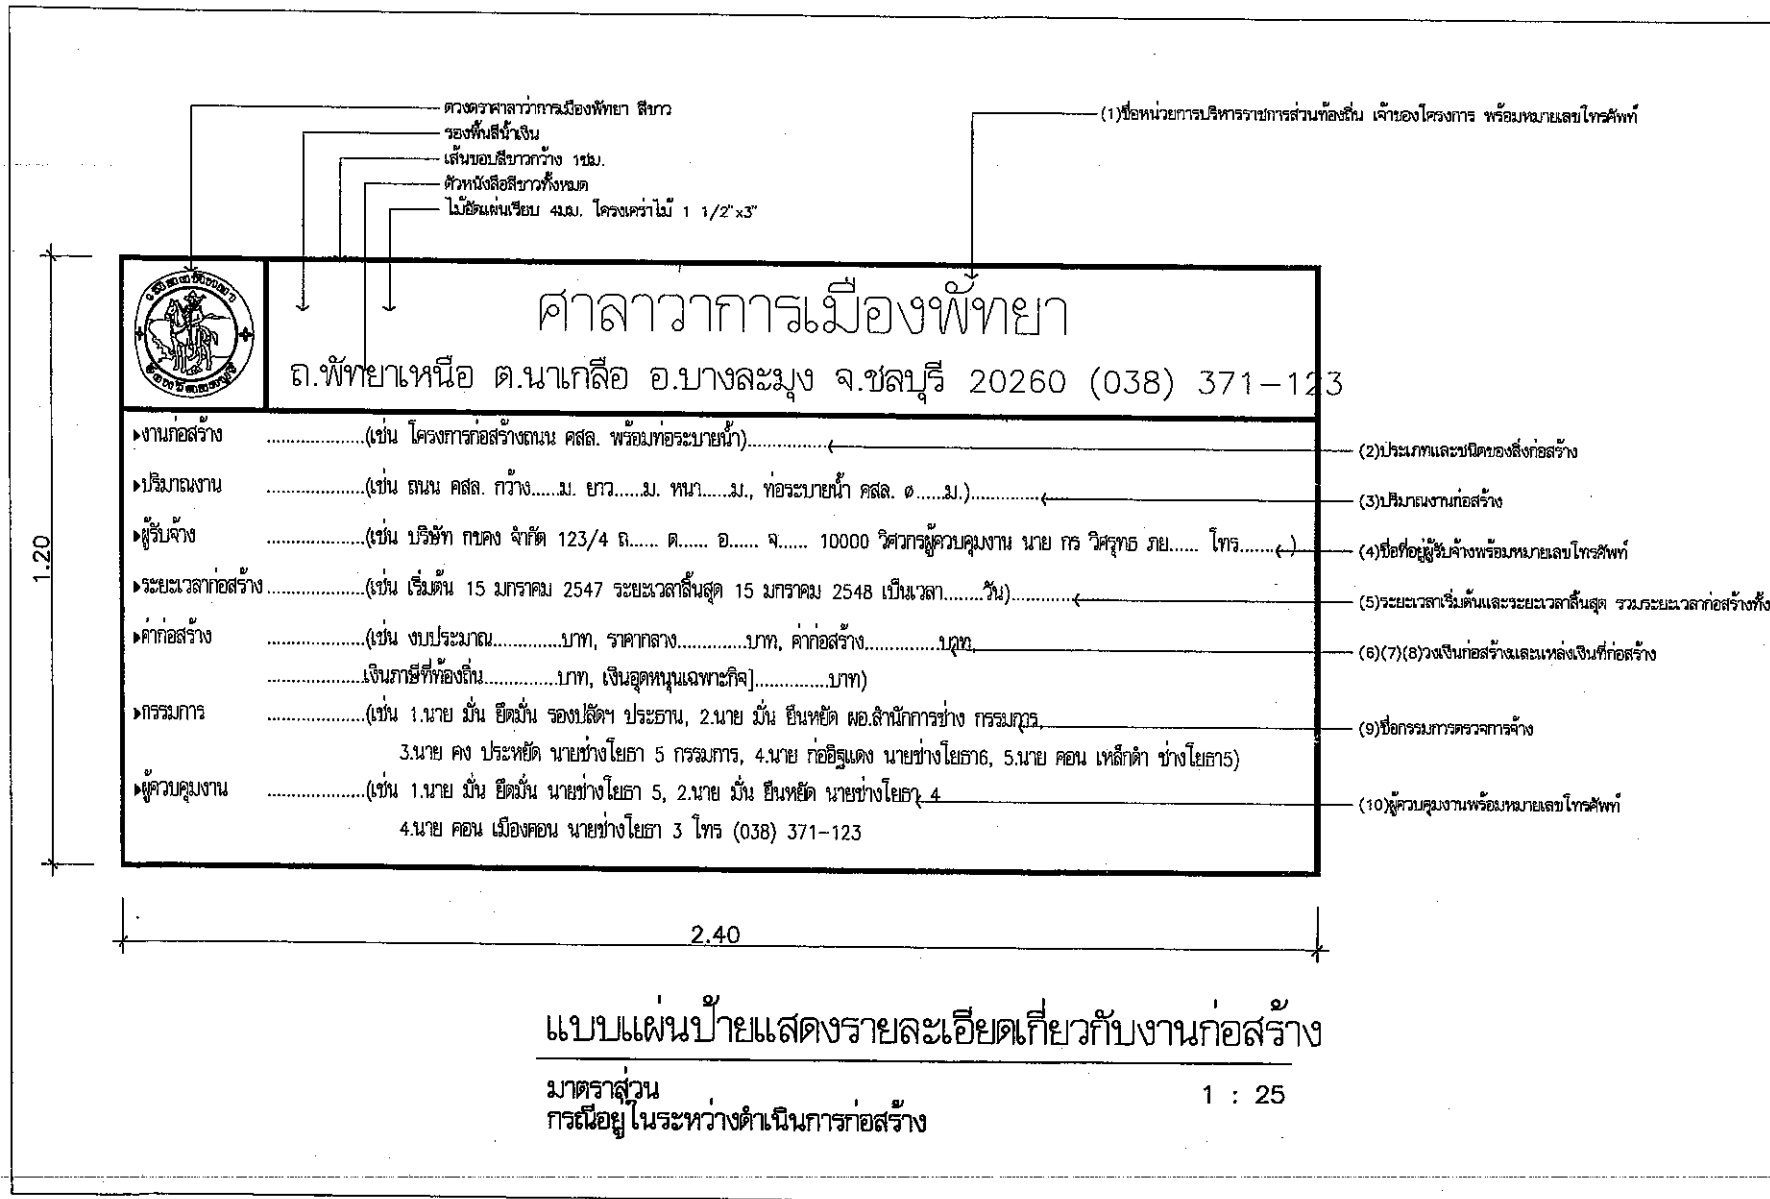 ดวงตราศาลาว่าการเมืองพัทยา สีขาว
รองพื้นสีน้ำเงิน
เส้นขอบสีขาวกว้าง 1ซม.
ตัวหนังสือสีขาวทั้งหมด
ไม้อัดแผ่นเรียบ 4มม. โครงเคร่าไม้ 1 1/2"x3"
(1)ชื่อหน่วยการบริหารราชการส่วนท้องถิ่น เจ้าของโครงการ พร้อมหมายเลขโทรศัพท์
ศาลาวาการเมืองพัทยา
ถ.พัทยาเหนือ ต.นาเกลือ อ.บางละมุง จ.ชลบุรี 20260 (038) 371-123
▸งานก่อสร้าง ..................(เช่น โครงการก่อสร้างถนน คสล. พร้อมท่อระบายน้ำ)...............
(2)ประเภทและชนิดของสิ่งก่อสร้าง
▸ปริมาณงาน ..................(เช่น ถนน คสล. กว้าง......ม. ยาว......ม. หนา......ม., ท่อระบายน้ำ คสล. ø......ม.).............
(3)ปริมาณงานก่อสร้าง
▸ผู้รับจ้าง ..................(เช่น บริษัท กขคง จำกัด 123/4 ถ...... ต...... อ...... จ...... 10000 วิศวกรผู้ควบคุมงาน นาย กร วิศรุทธ ภย...... โทร.......)
(4)ชื่อที่อยู่ผู้รับจ้างพร้อมหมายเลขโทรศัพท์
▸ระยะเวลาก่อสร้าง ..................(เช่น เริ่มต้น 15 มกราคม 2547 ระยะเวลาสิ้นสุด 15 มกราคม 2548 เป็นเวลา........วัน)...........
(5)ระยะเวลาเริ่มต้นและระยะเวลาสิ้นสุด รวมระยะเวลาก่อสร้างทั้ง
▸ค่าก่อสร้าง ..................(เช่น งบประมาณ.............บาท, ราคากลาง.............บาท, ค่าก่อสร้าง..............บาท,
(6)(7)(8)วงเงินก่อสร้างและแหล่งเงินที่ก่อสร้าง
..................เงินภาษีที่ท้องถิ่น..............บาท, เงินอุดหนุนเฉพาะกิจ]..............บาท)
▸กรรมการ ..................(เช่น 1.นาย มั่น ยึดมั่น รองปลัดฯ ประธาน, 2.นาย มั่น ยืนหยัด ผอ.สำนักการช่าง กรรมการ,
(9)ชื่อกรรมการตรวจการจ้าง
3.นาย คง ประหยัด นายช่างโยธา 5 กรรมการ, 4.นาย ก่ออิฐแดง นายช่างโยธา6, 5.นาย คอน เหล็กดำ ช่างโยธา5)
▸ผู้ควบคุมงาน ..................(เช่น 1.นาย มั่น ยึดมั่น นายช่างโยธา 5, 2.นาย มั่น ยืนหยัด นายช่างโยธา 4
(10)ผู้ควบคุมงานพร้อมหมายเลขโทรศัพท์
4.นาย คอน เมืองคอน นายช่างโยธา 3 โทร (038) 371-123
1.20
2.40
แบบแผ่นป้ายแสดงรายละเอียดเกี่ยวกับงานก่อสร้าง
มาตราส่วน 1 : 25
กรณีอยู่ในระหว่างดำเนินการก่อสร้าง